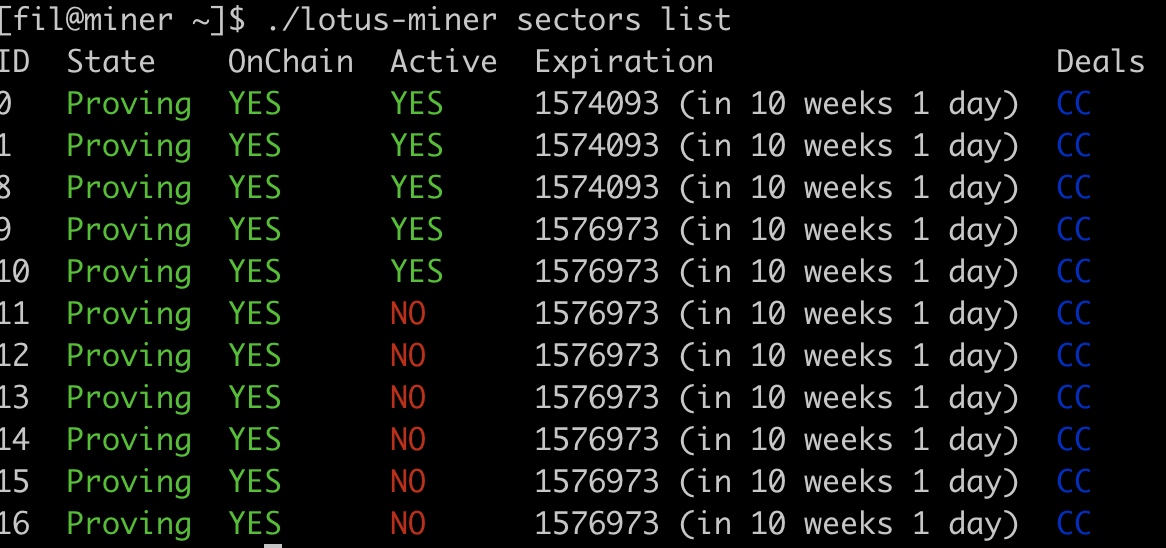 [fil@miner ~]$ ./lotus-miner sectors list
ID State OnChain Active Expiration Deals
0 Proving YES YES 1574093 (in 10 weeks 1 day) CC
1 Proving YES YES 1574093 (in 10 weeks 1 day) CC
8 Proving YES YES 1574093 (in 10 weeks 1 day) CC
9 Proving YES YES 1576973 (in 10 weeks 1 day) CC
10 Proving YES YES 1576973 (in 10 weeks 1 day) CC
11 Proving YES NO 1576973 (in 10 weeks 1 day) CC
12 Proving YES NO 1576973 (in 10 weeks 1 day) CC
13 Proving YES NO 1576973 (in 10 weeks 1 day) CC
14 Proving YES NO 1576973 (in 10 weeks 1 day) CC
15 Proving YES NO 1576973 (in 10 weeks 1 day) CC
16 Proving YES NO 1576973 (in 10 weeks 1 day) CC